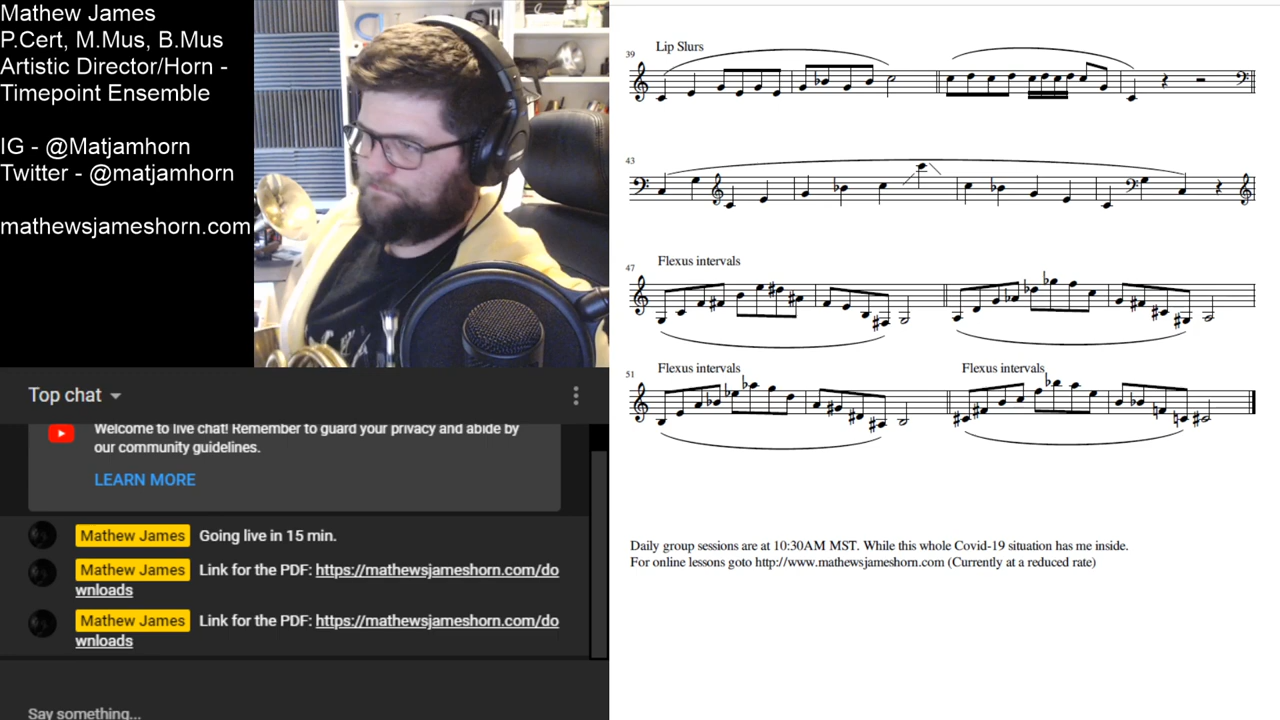 Mathew James
P.Cert, M.Mus, B.Mus
Artistic Director/Horn -
Timepoint Ensemble
IG - @Matjamhorn
Twitter - @matjamhorn
mathewsjameshorn.com
Top chat
Welcome to live chat! Remember to guard your privacy and abide by
our community guidelines.
LEARN MORE
Mathew James Going live in 15 min.
Mathew James Link for the PDF: https://mathewsjameshorn.com/do
wnloads
Mathew James Link for the PDF: https://mathewsjameshorn.com/do
wnloads
Say something...
Lip Slurs
39
43
Flexus intervals
47
Flexus intervals Flexus intervals
51
Daily group sessions are at 10:30AM MST. While this whole Covid-19 situation has me inside.
For online lessons goto http://www.mathewsjameshorn.com (Currently at a reduced rate)